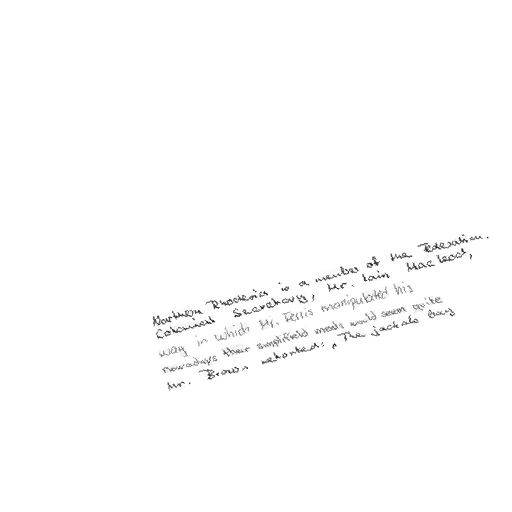 Northern Rhodesia is a member of the Federation.
Colonial Secretary, Mr. Iain Macleod,
way in which Mr. Ferris manipulated his
nowadays their simplified meals would seem quite
Mr. Brown retorted: "The jackals bay